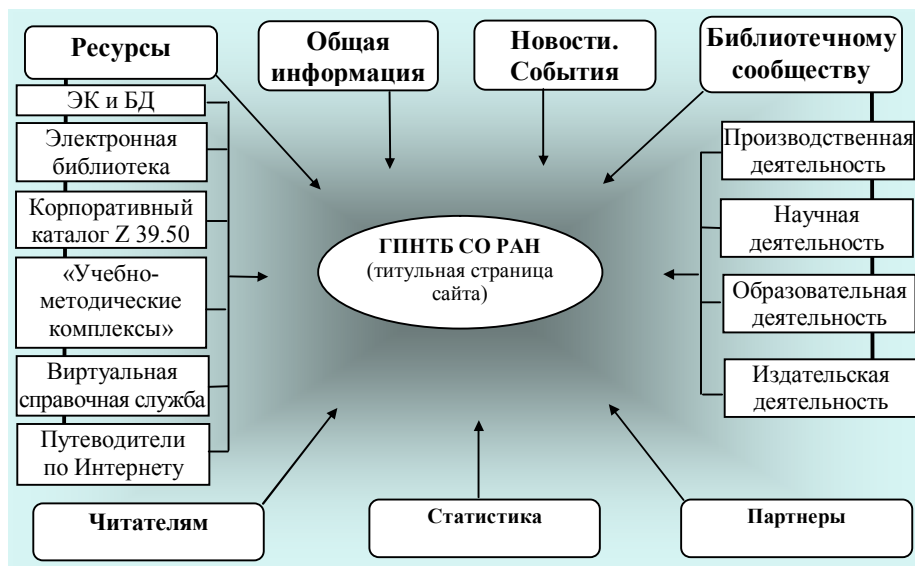 Ресурсы
Общая
информация
Новости.
События
Библиотечному
сообществу
ЭК и БД
Электронная
библиотека
Корпоративный
каталог Z 39.50
«Учебно-
методические
комплексы»
Виртуальная
справочная служба
Путеводители
по Интернету
ГПНТБ СО РАН
(титульная страница
сайта)
Производственная
деятельность
Научная
деятельность
Образовательная
деятельность
Издательская
деятельность
Читателям
Статистика
Партнеры